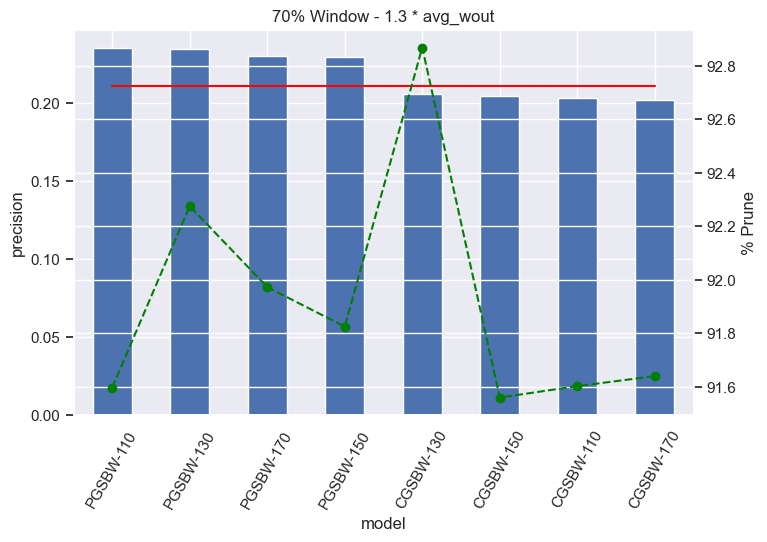 70% Window - 1.3 * avg_wout
precision
0.20
0.15
0.10
0.05
0.00
92.8
92.6
92.4
92.2
92.0
91.8
91.6
% Prune
PGSBW-110
PGSBW-130
PGSBW-170
PGSBW-150
CGSBW-130
CGSBW-150
CGSBW-110
CGSBW-170
model